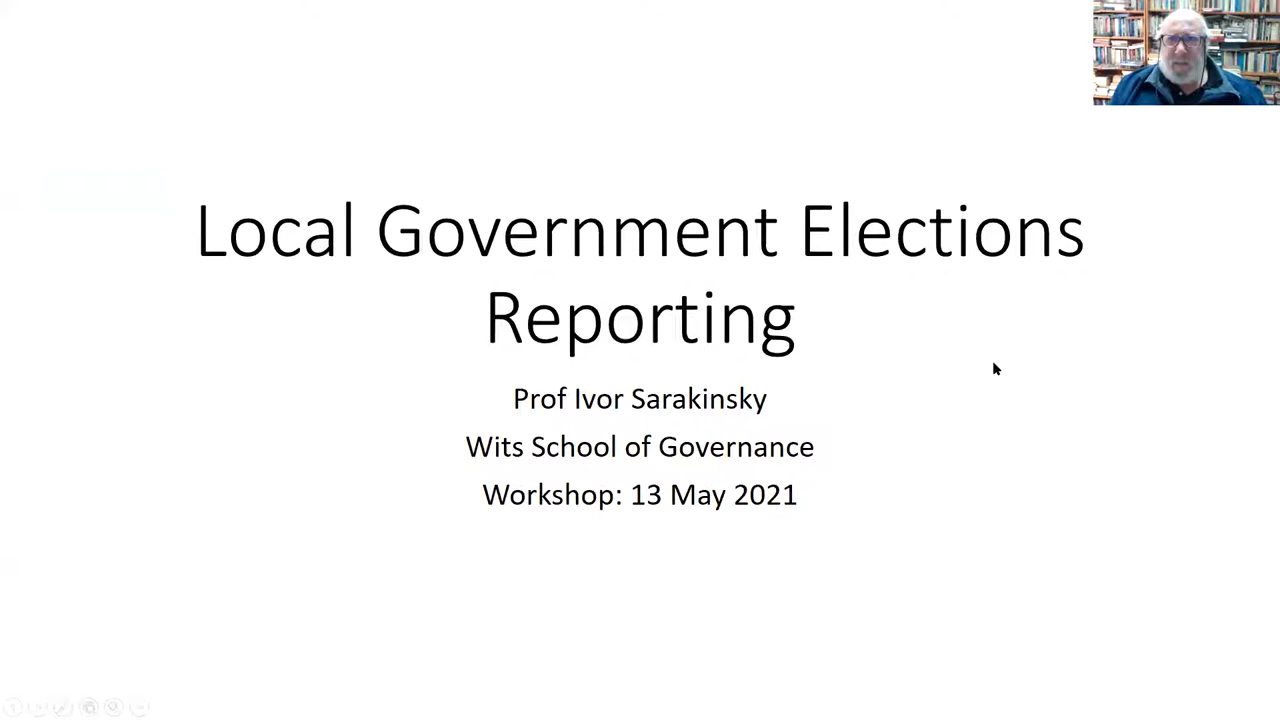 Local Government Elections
Reporting
Prof Ivor Sarakinsky
Wits School of Governance
Workshop: 13 May 2021